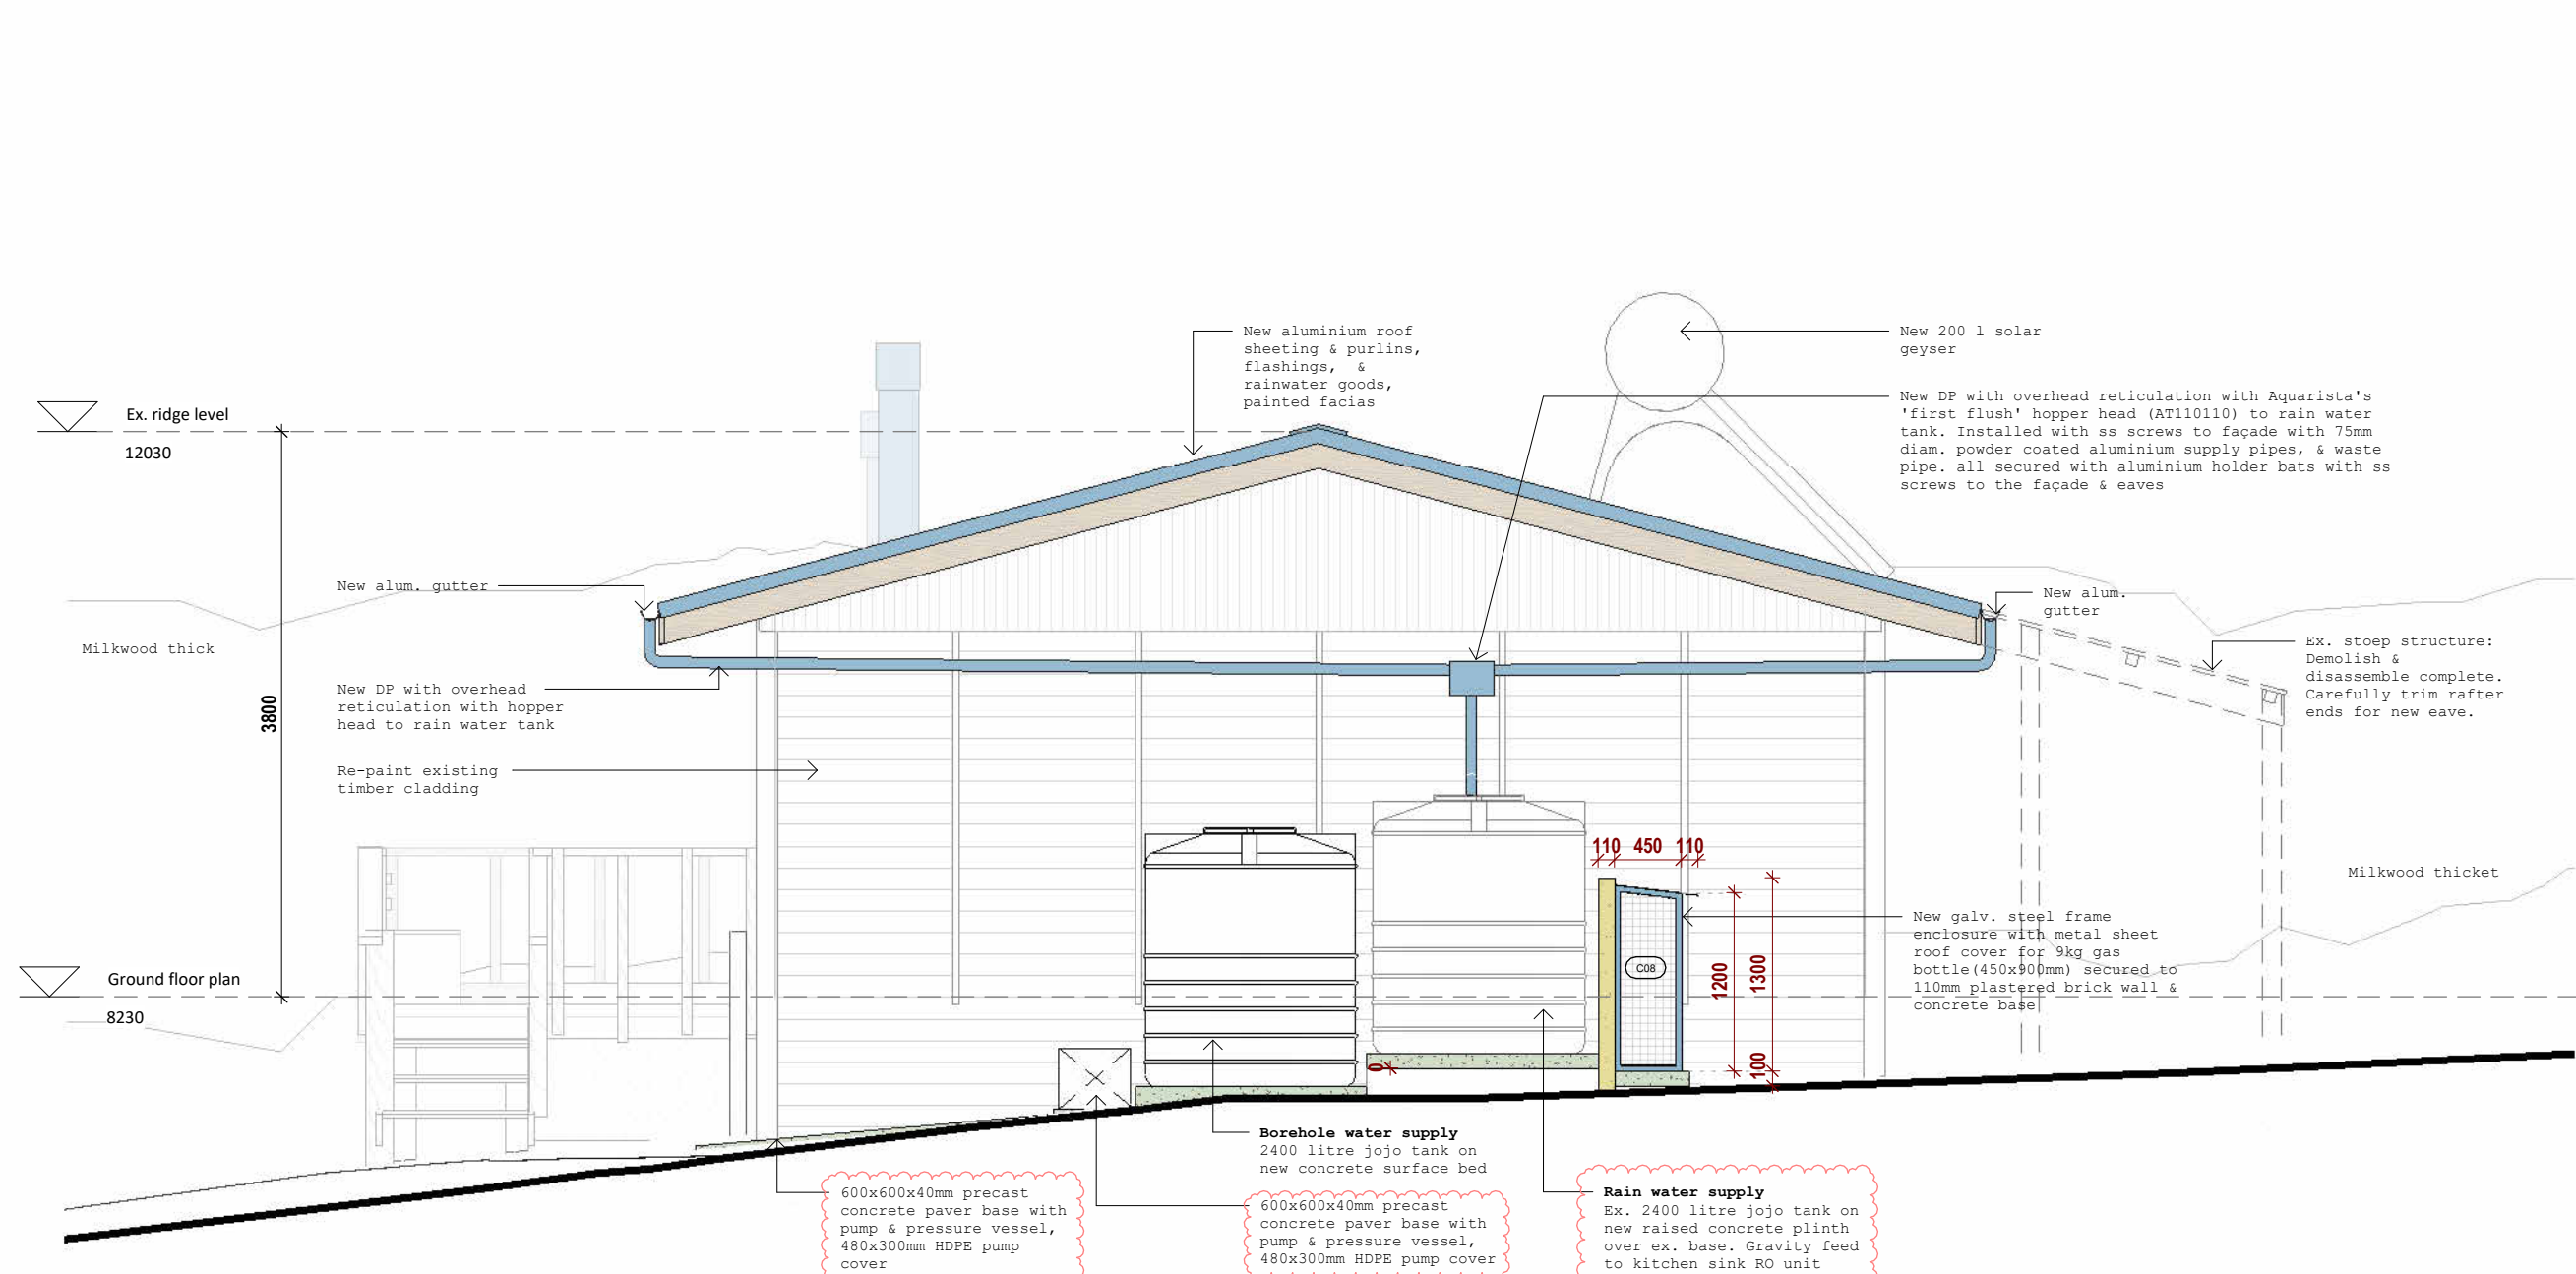 New aluminium roof
sheeting & purlins,
flashings,  &
rainwater goods,
painted facias
New 200 l solar
geyser
New DP with overhead reticulation with Aquarista's
'first flush' hopper head (AT110110) to rain water
tank. Installed with ss screws to façade with 75mm
diam. powder coated aluminium supply pipes, & waste
pipe. all secured with aluminium holder bats with ss
screws to the façade & eaves
Ex. ridge level
12030
New alum. gutter
New alum.
gutter
Milkwood thick
Ex. stoep structure:
Demolish &
disassemble complete.
Carefully trim rafter
ends for new eave.
New DP with overhead
reticulation with hopper
head to rain water tank
3800
Re-paint existing
timber cladding
110 450 110
Milkwood thicket
New galv. steel frame
enclosure with metal sheet
roof cover for 9kg gas
bottle(450x900mm) secured to
110mm plastered brick wall &
concrete base
C08
1200
1300
100
0
Ground floor plan
8230
Borehole water supply
2400 litre jojo tank on
new concrete surface bed
600x600x40mm precast
concrete paver base with
pump & pressure vessel,
480x300mm HDPE pump
cover
600x600x40mm precast
concrete paver base with
pump & pressure vessel,
480x300mm HDPE pump cover
Rain water supply
Ex. 2400 litre jojo tank on
new raised concrete plinth
over ex. base. Gravity feed
to kitchen sink RO unit